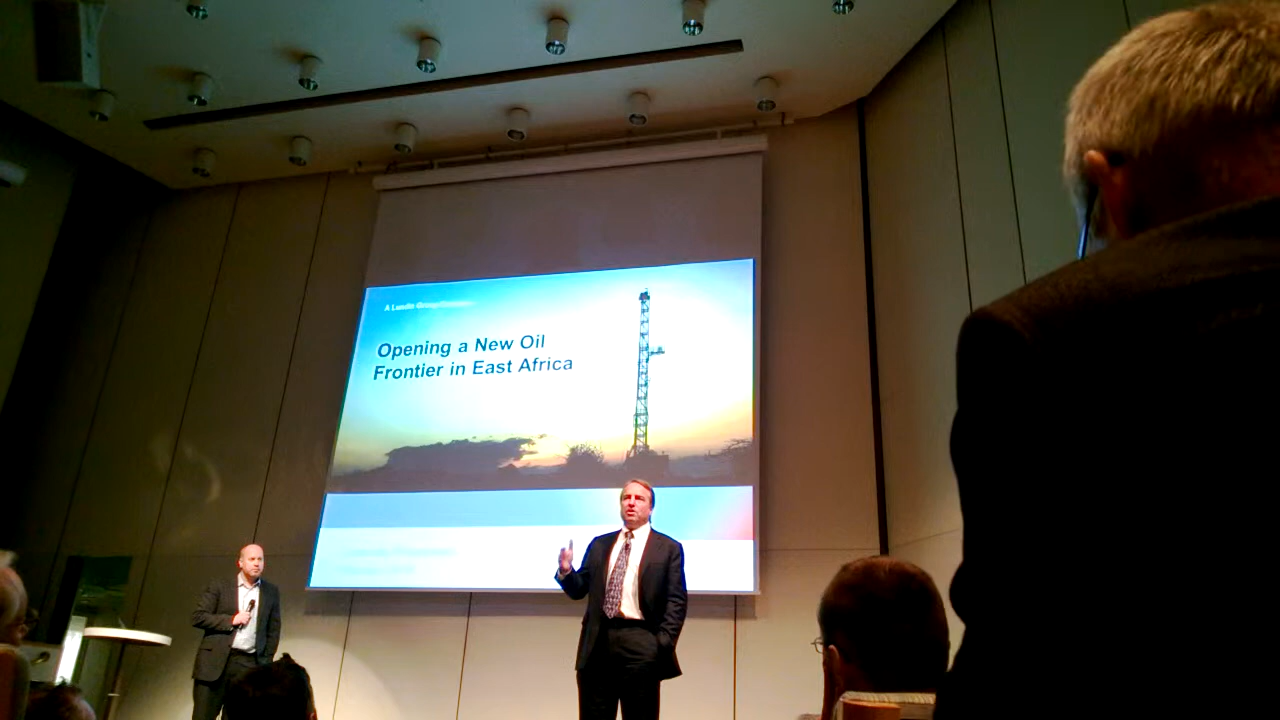 A Lundin Group Company
Opening a New Oil
Frontier in East Africa